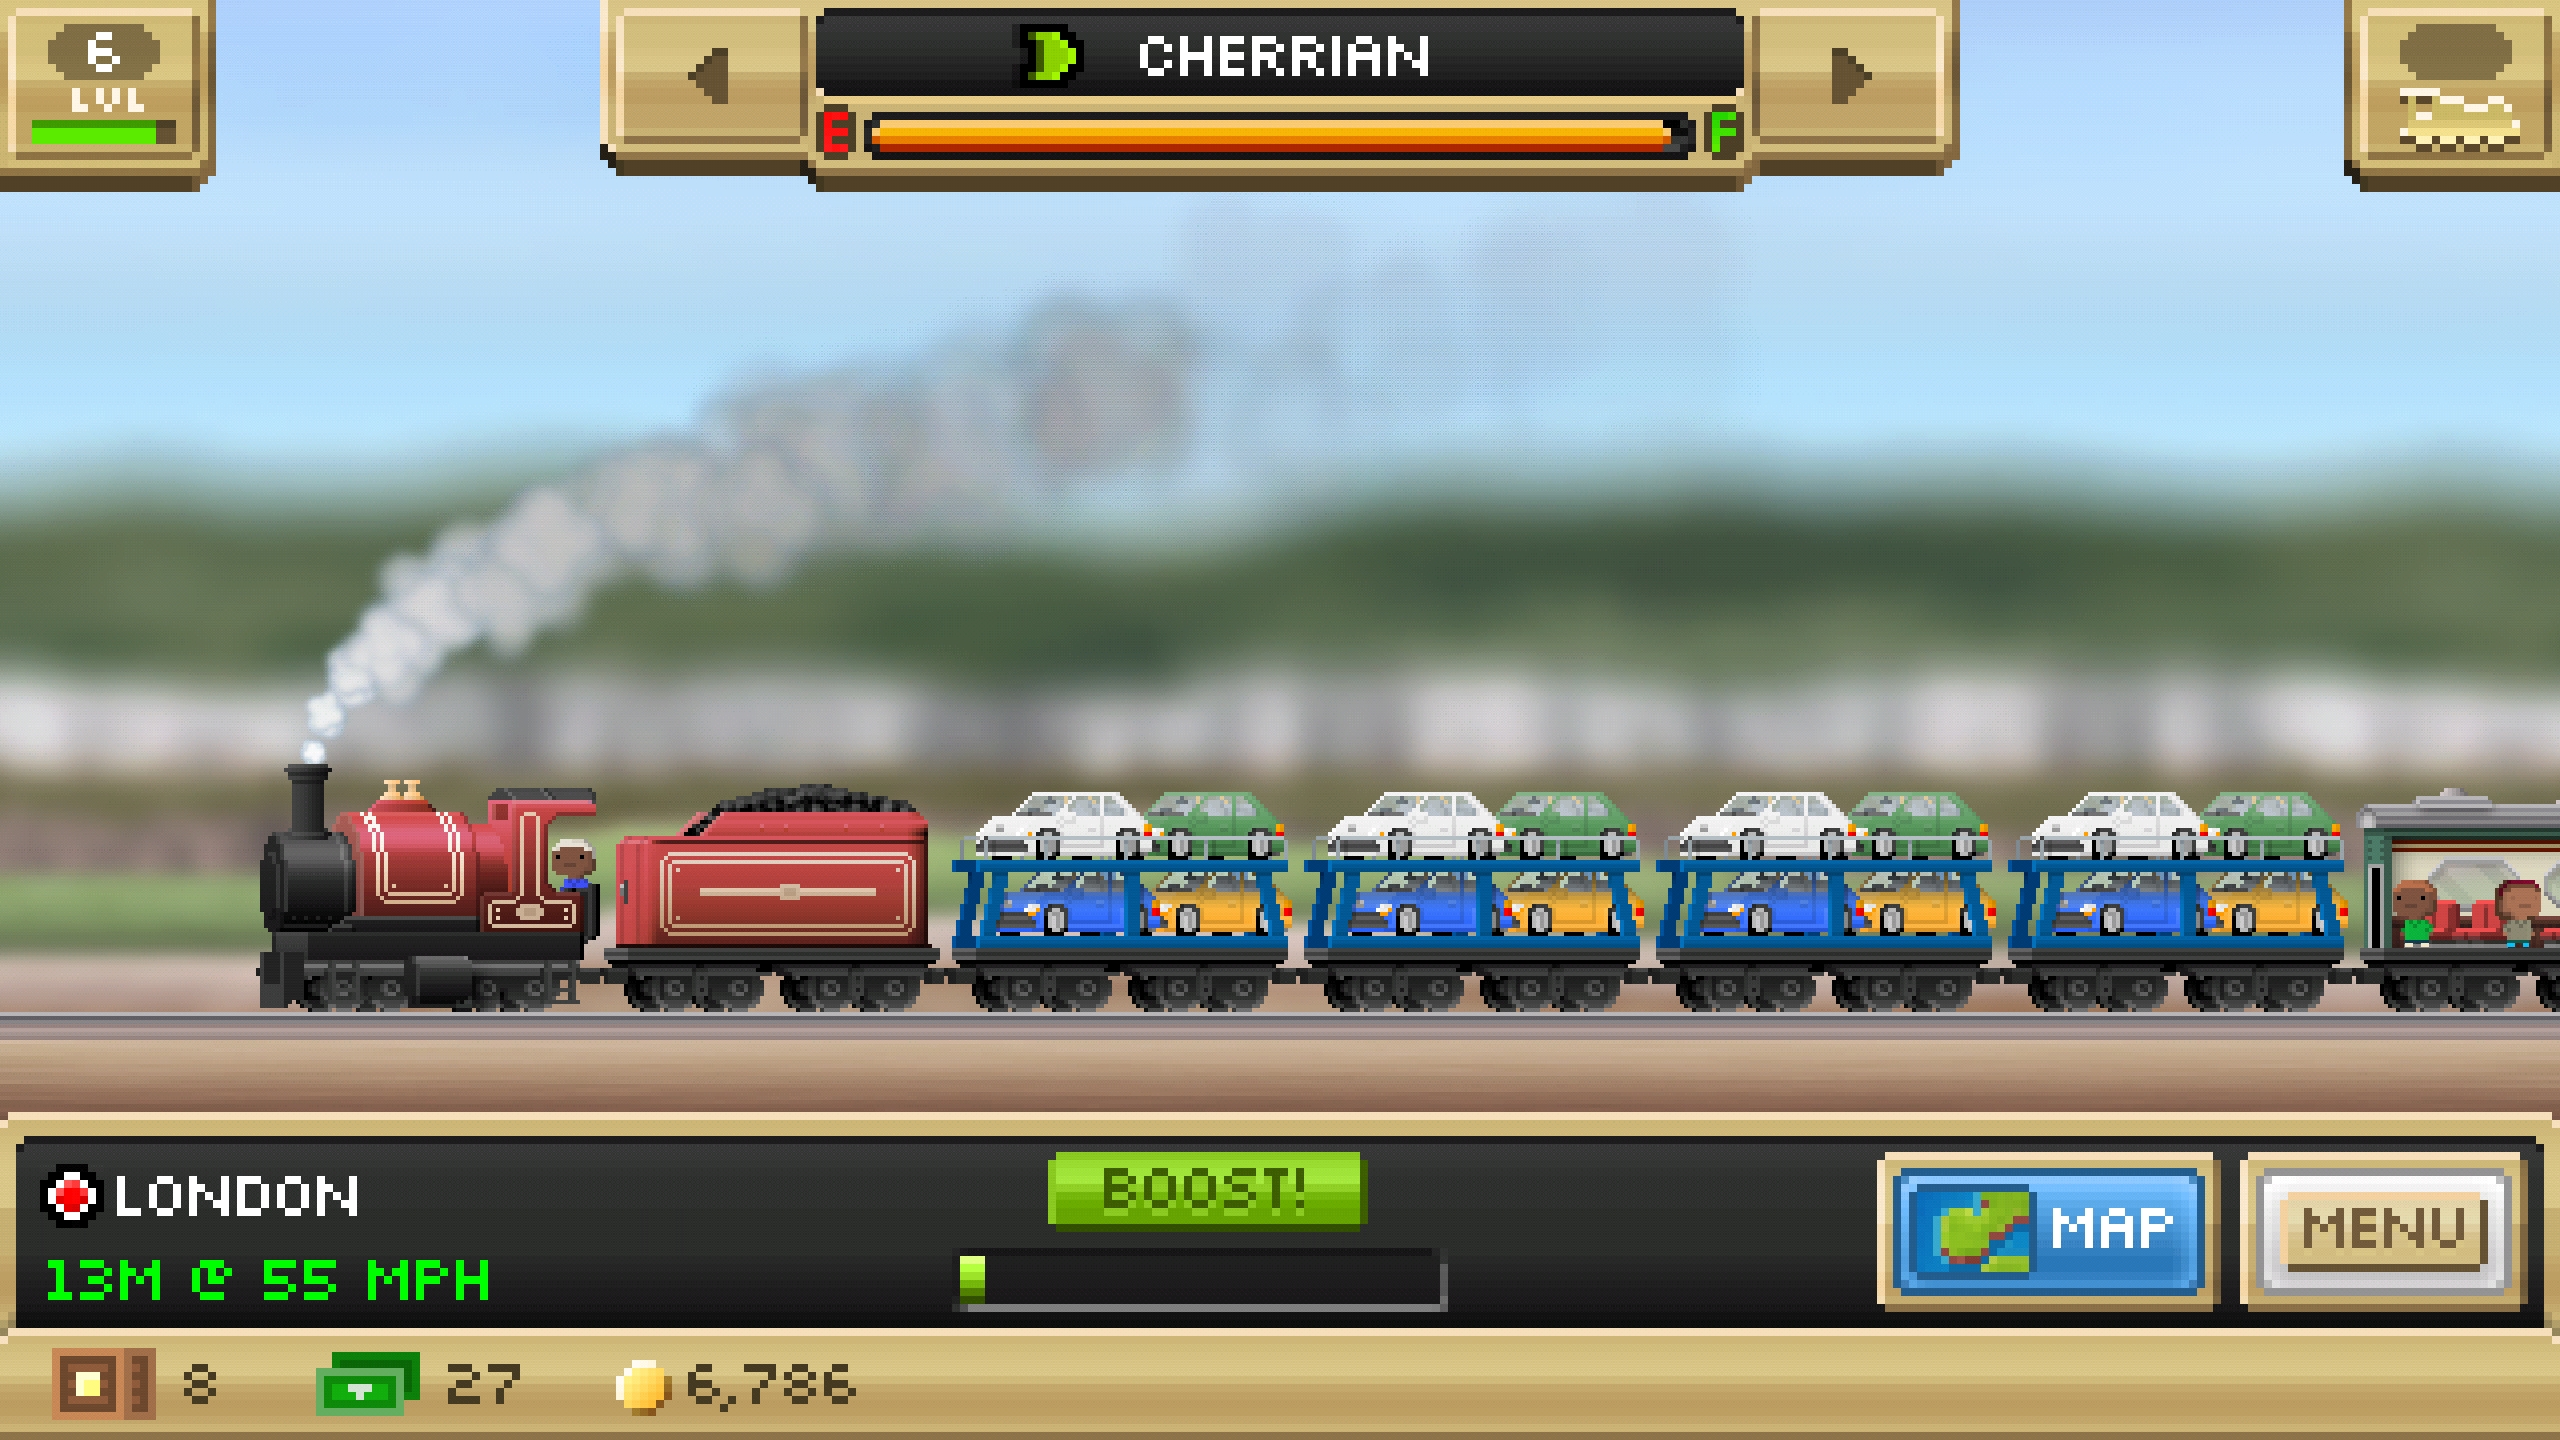 6
LVL
CHERRIAN
E F
LONDON
BOOST!
13M @ 55 MPH
MAP
MENU
8 27 6,786